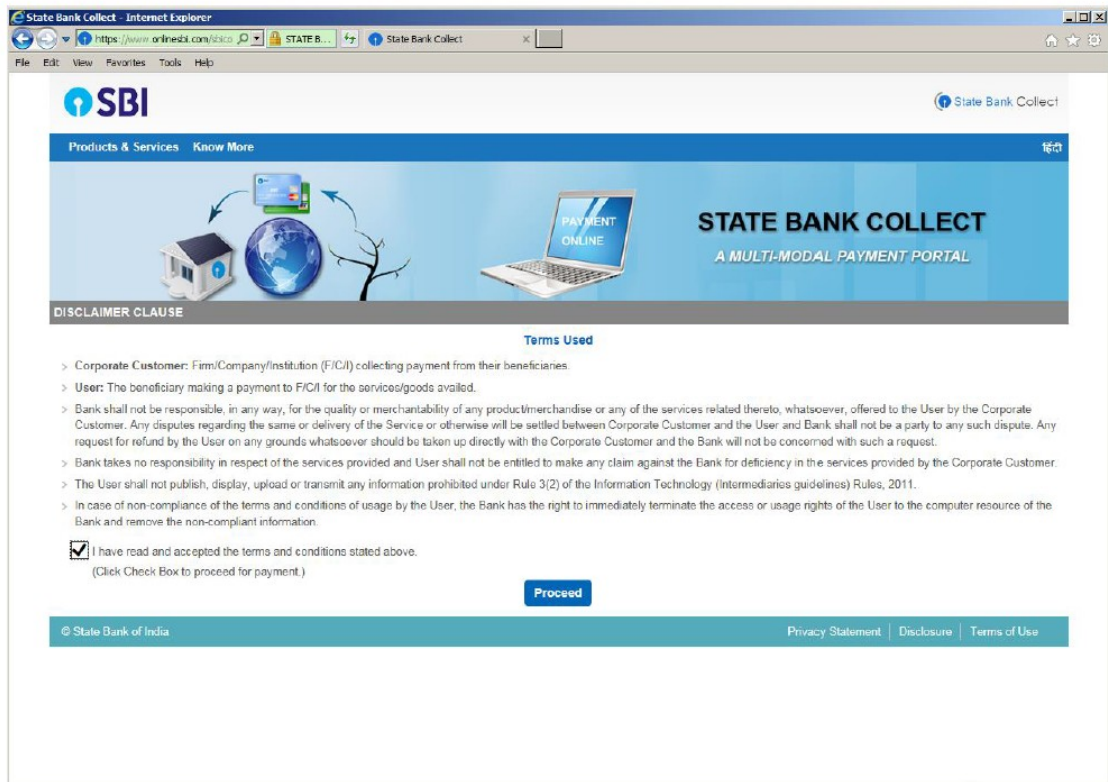 State Bank Collect - Internet Explorer
https://www.onlinesbi.com/sbico STATE B... State Bank Collect
File Edit View Favorites Tools Help
SBI
State Bank Collect
Products & Services Know More हिंदी
PAYMENT
ONLINE
STATE BANK COLLECT
A MULTI-MODAL PAYMENT PORTAL
DISCLAIMER CLAUSE
Terms Used
> Corporate Customer: Firm/Company/Institution (F/C/I) collecting payment from their beneficiaries.
> User: The beneficiary making a payment to F/C/I for the services/goods availed.
> Bank shall not be responsible, in any way, for the quality or merchantability of any product/merchandise or any of the services related thereto, whatsoever, offered to the User by the Corporate
Customer. Any disputes regarding the same or delivery of the Service or otherwise will be settled between Corporate Customer and the User and Bank shall not be a party to any such dispute. Any
request for refund by the User on any grounds whatsoever should be taken up directly with the Corporate Customer and the Bank will not be concerned with such a request.
> Bank takes no responsibility in respect of the services provided and User shall not be entitled to make any claim against the Bank for deficiency in the services provided by the Corporate Customer.
> The User shall not publish, display, upload or transmit any information prohibited under Rule 3(2) of the Information Technology (Intermediaries guidelines) Rules, 2011.
> In case of non-compliance of the terms and conditions of usage by the User, the Bank has the right to immediately terminate the access or usage rights of the User to the computer resource of the
Bank and remove the non-compliant information.
I have read and accepted the terms and conditions stated above.
(Click Check Box to proceed for payment.)
Proceed
© State Bank of India Privacy Statement | Disclosure | Terms of Use